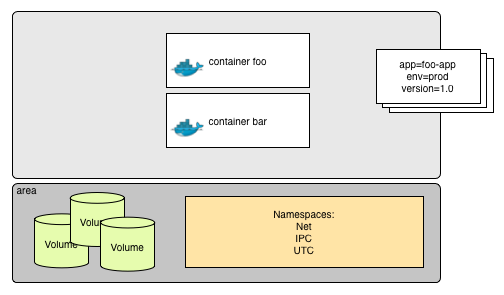 container foo
app=foo-app
env=prod
version=1.0
container bar
area
Volume
Volume
Namespaces:
Net
IPC
UTC